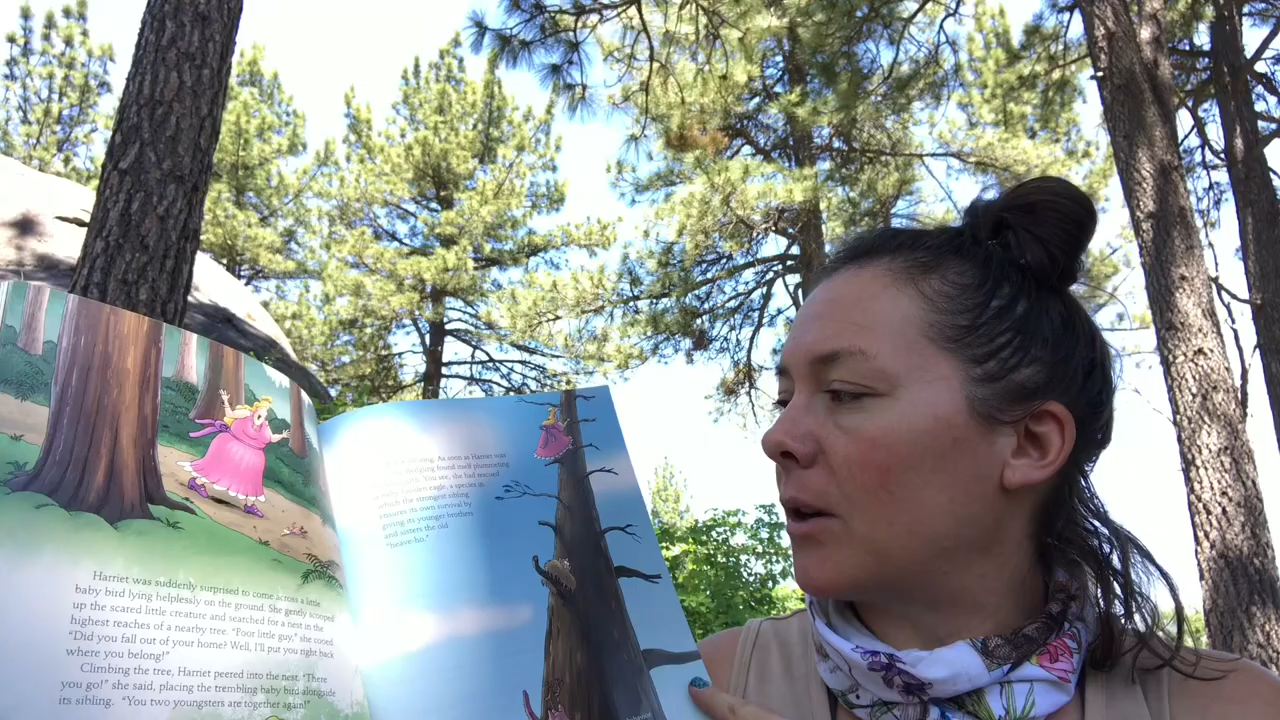 Harriet was suddenly surprised to come across a little
baby bird lying helplessly on the ground. She gently scooped
up the scared little creature and searched for a nest in the
highest reaches of a nearby tree. "Poor little guy," she cooed.
"Did you fall out of your home? Well, I'll put you right back
where you belong!"
Climbing the tree, Harriet peered into the nest. "There
you go!" she said, placing the trembling baby bird alongside
its sibling. "You two youngsters are together again!"
long. As soon as Harriet was
fledgling found itself plummeting
You see, she had rescued
golden eagle, a species in
which the strongest sibling
ensures its own survival by
giving its younger brothers
and sisters the old
"heave-ho."